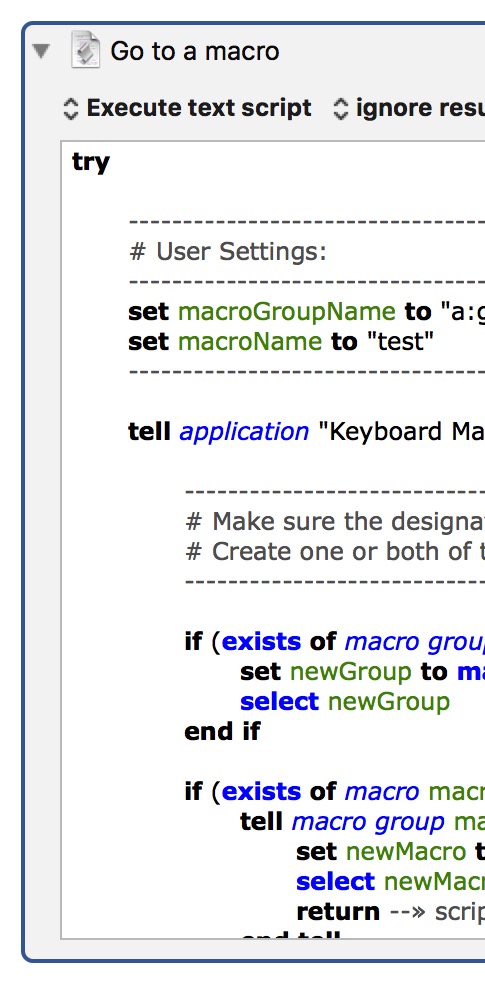 Go to a macro
Execute text script ignore
try
--------------------------------
# User Settings:
--------------------------------
set macroGroupName to "a:g
set macroName to "test"
--------------------------------
tell application "Keyboard Ma
---------------------------
# Make sure the designa
# Create one or both of
---------------------------
if (exists of macro grou
set newGroup to ma
select newGroup
end if
if (exists of macro macr
tell macro group ma
set newMacro t
select newMacr
return --» scrip
end tell